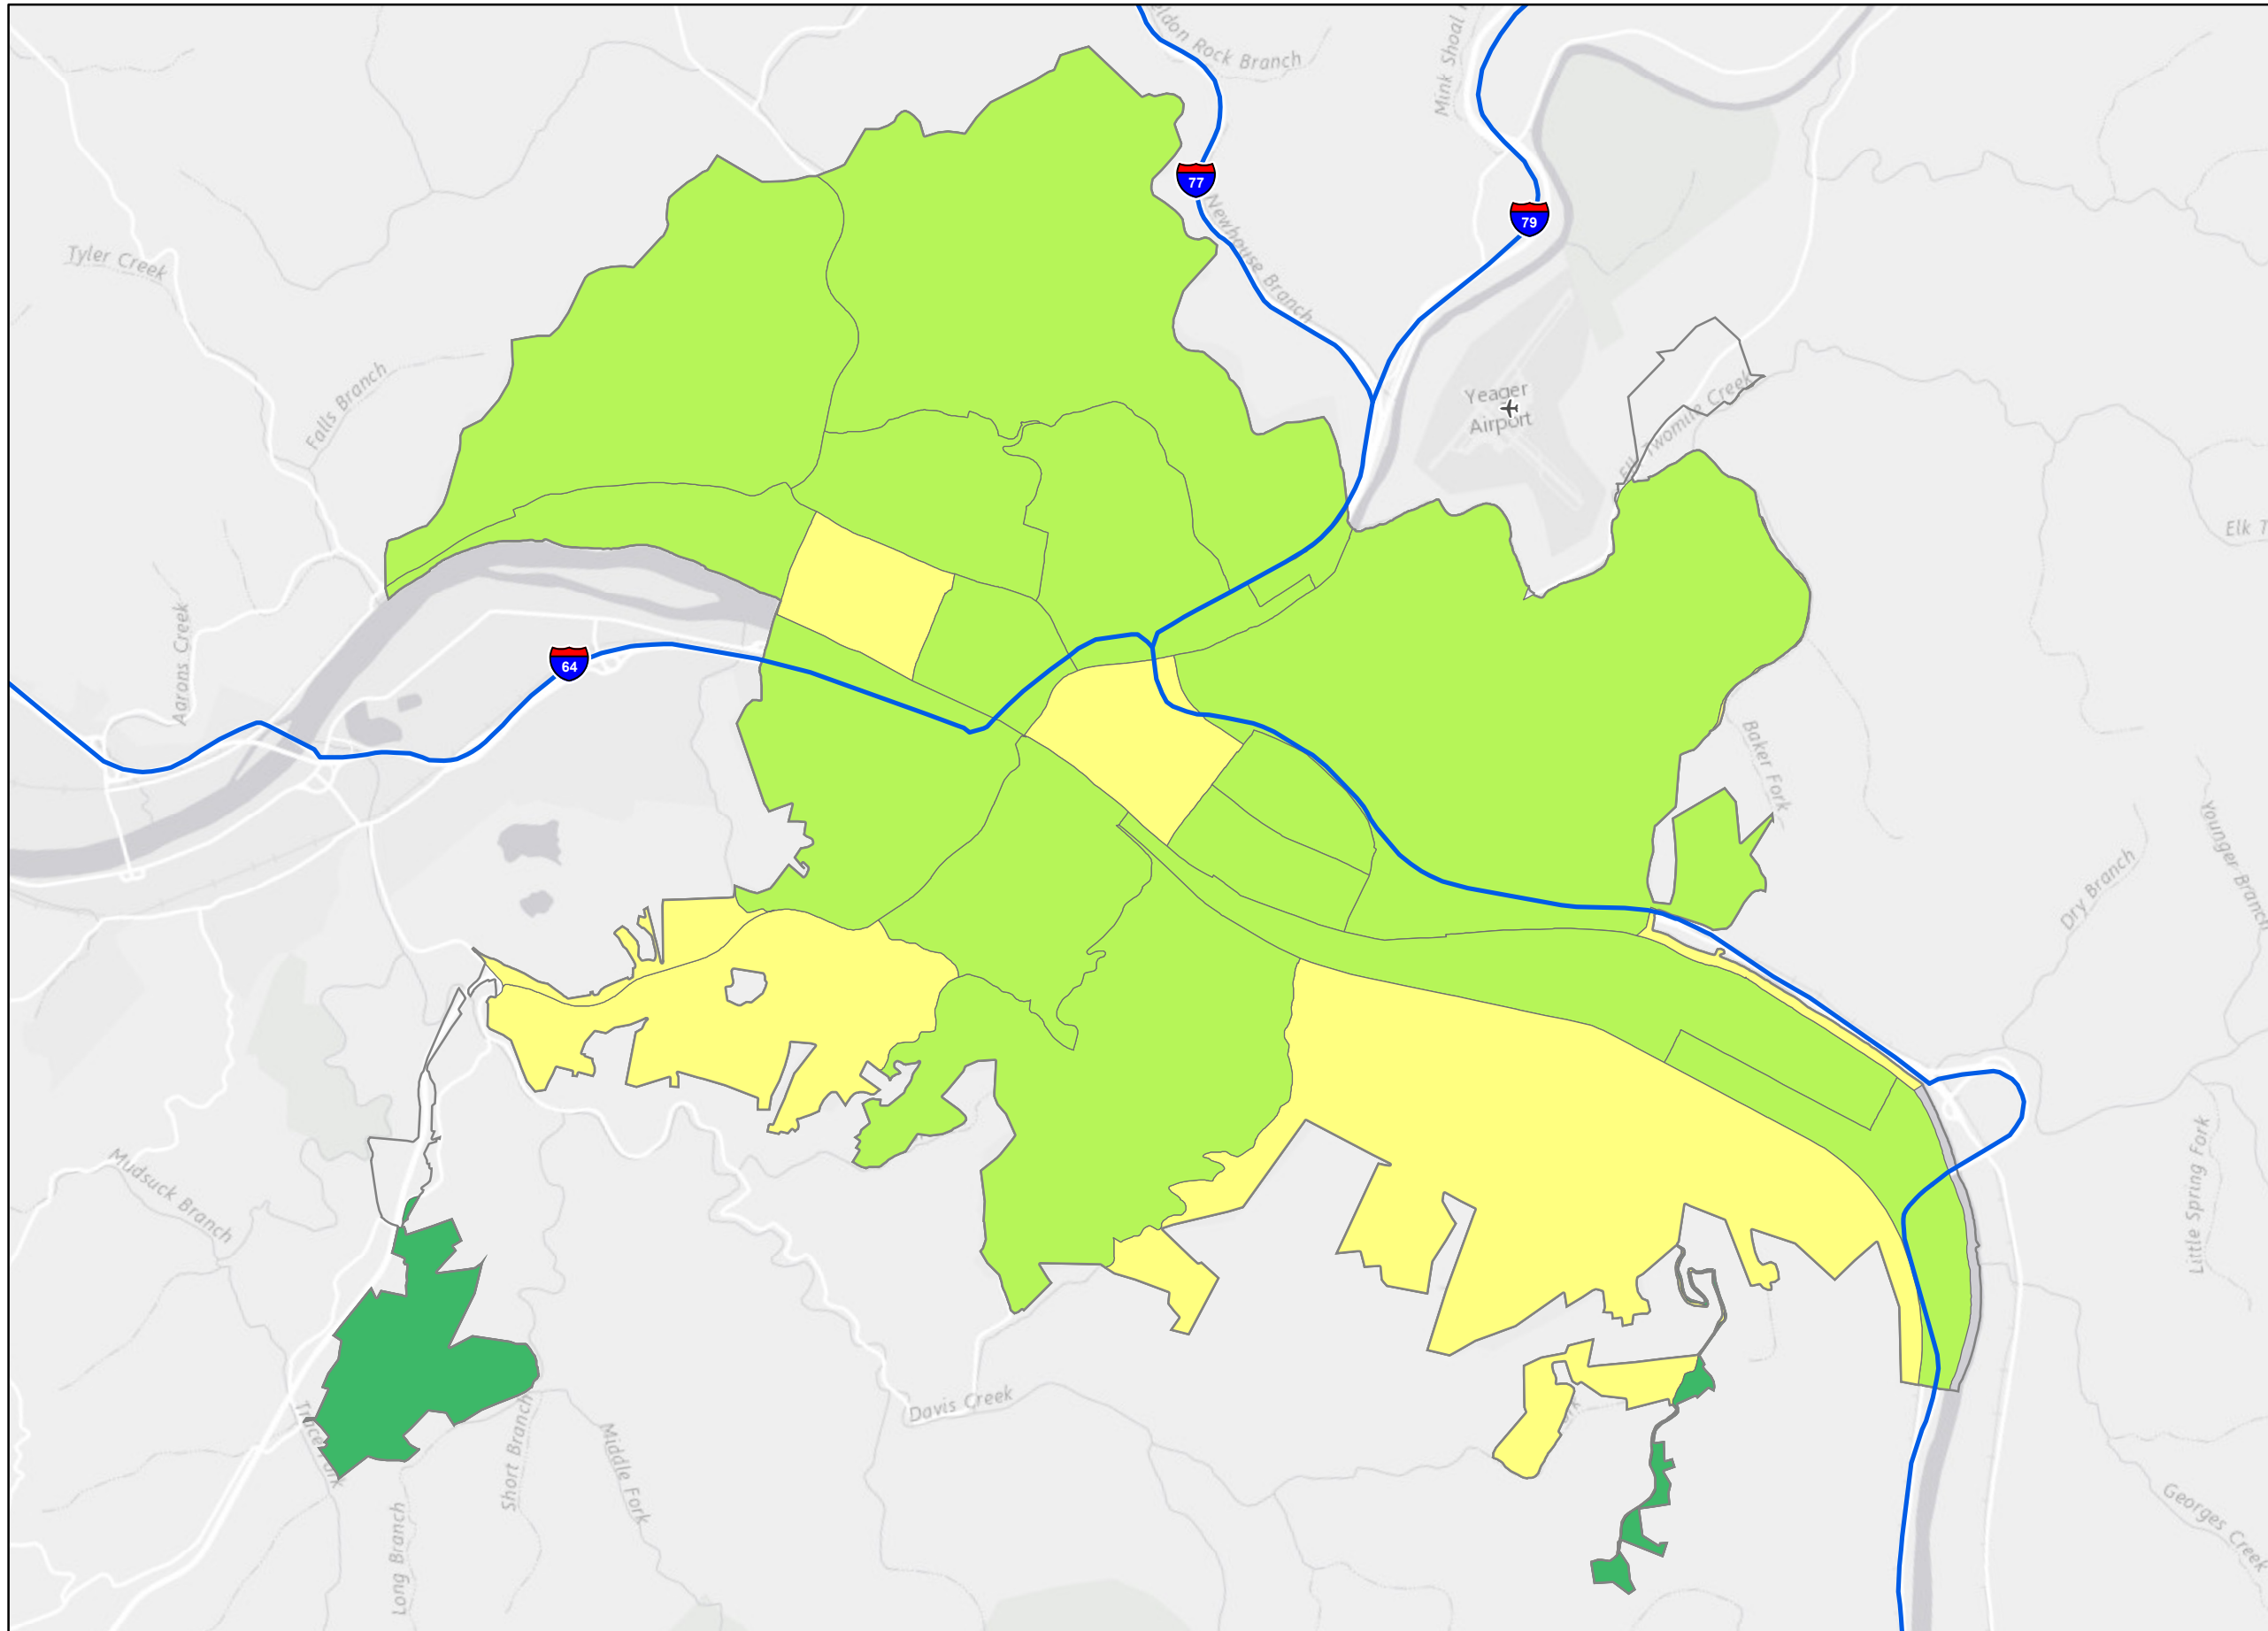 Rock Branch
Mink Shoal
77
Newhouse Branch
79
Tyler Creek
Falls Branch
Yeager
Airport
Elk Twomile Creek
Elk T
Aarons Creek
64
Baker Fork
Younger Branch
Dry Branch
Mudsuck Branch
Little Spring Fork
Davis Creek
Short Branch
Middle Fork
Long Branch
Georges Creek